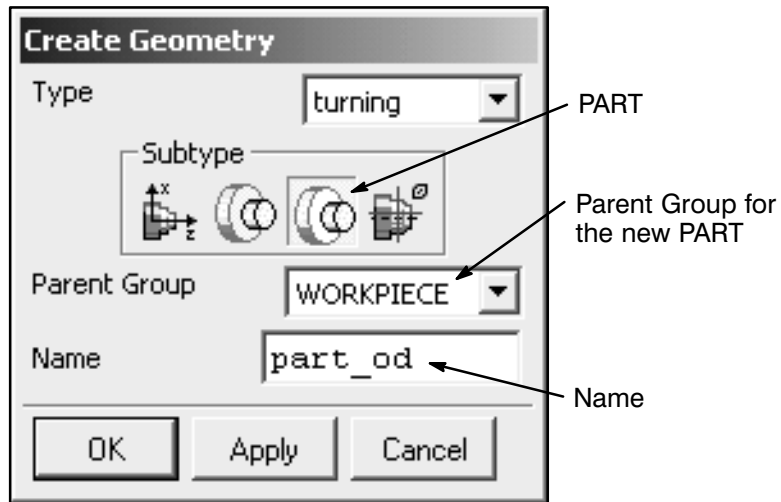 Create Geometry
Type
turning
PART
Subtype
x
z
Parent Group for
the new PART
Parent Group
WORKPIECE
Name
part_od
Name
OK
Apply
Cancel